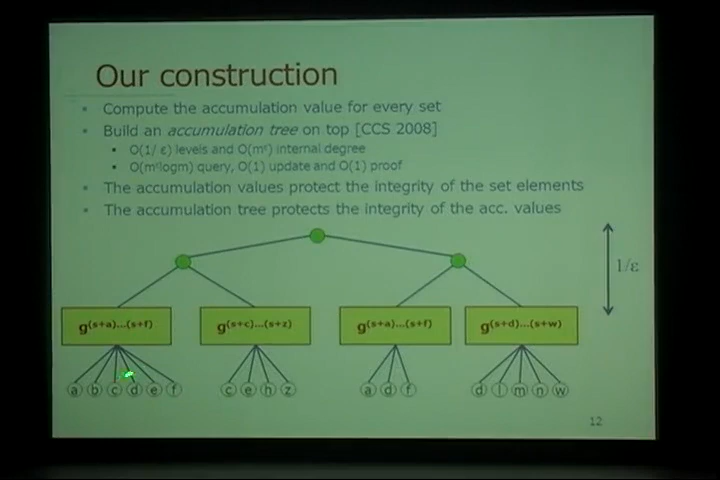 Our construction
Compute the accumulation value for every set
Build an accumulation tree on top [CCS 2008]
O(1/ ε) levels and O(mᵋ) internal degree
O(mᵋlogm) query, O(1) update and O(1) proof
The accumulation values protect the integrity of the set elements
The accumulation tree protects the integrity of the acc. values
1/ε
g(s+a)...(s+f) g(s+c)...(s+z) g(s+a)...(s+f) g(s+d)...(s+w)
a b c d e f c e h z a d f d l m n w
12